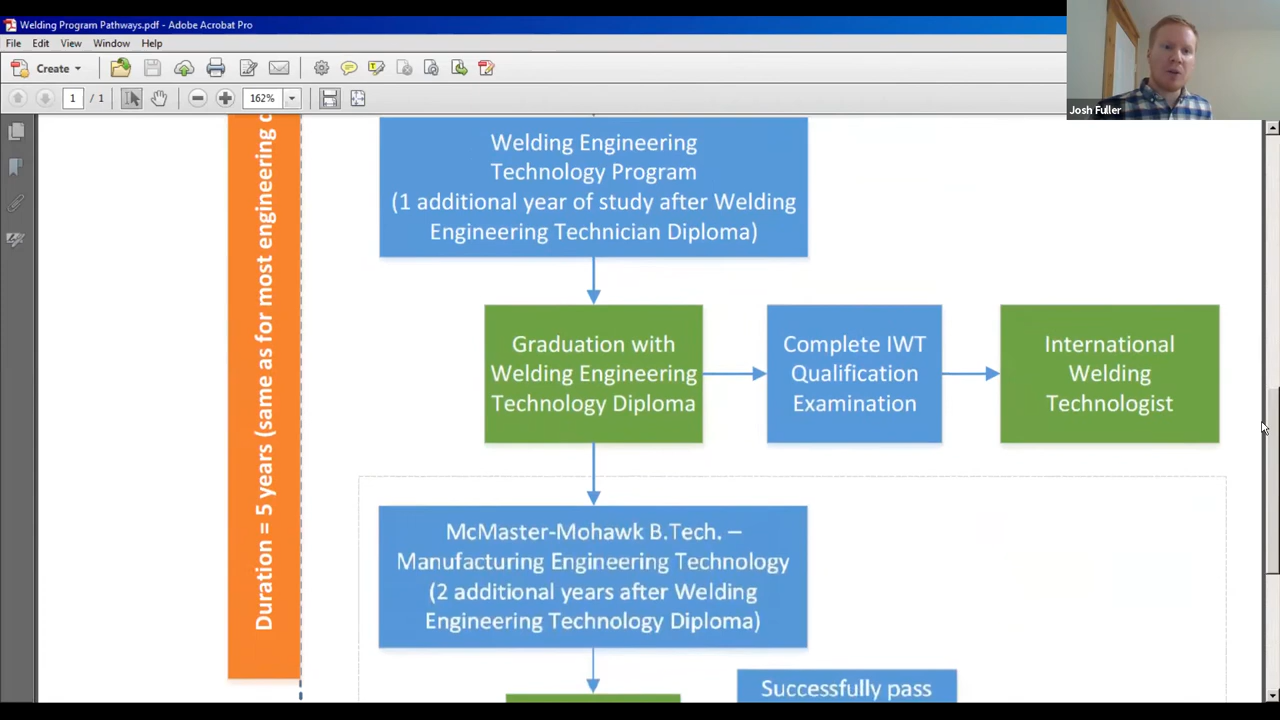 Welding Program Pathways.pdf - Adobe Acrobat Pro
File Edit View Window Help
Create
1 / 1
162%
Josh Fuller
Duration = 5 years (same as for most engineering
Welding Engineering
Technology Program
(1 additional year of study after Welding
Engineering Technician Diploma)
Graduation with
Welding Engineering
Technology Diploma
Complete IWT
Qualification
Examination
International
Welding
Technologist
McMaster-Mohawk B.Tech. –
Manufacturing Engineering Technology
(2 additional years after Welding
Engineering Technology Diploma)
Successfully pass